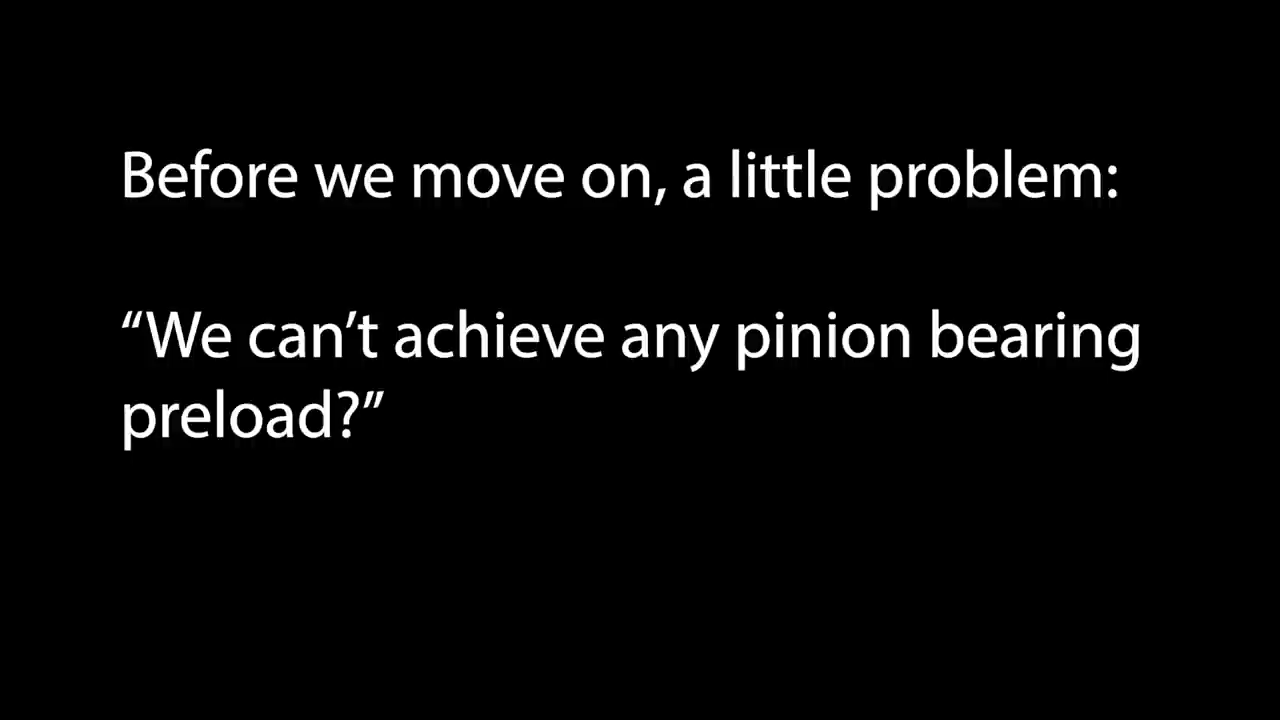 Before we move on, a little problem:
“We can’t achieve any pinion bearing
preload?”